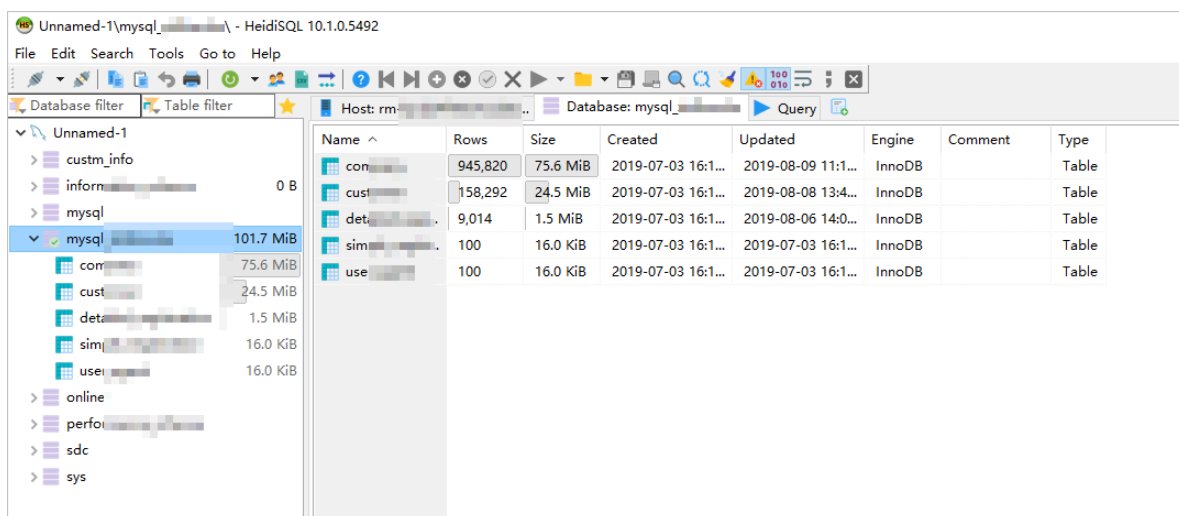 Unnamed-1\mysql_ \ - HeidiSQL 10.1.0.5492
File Edit Search Tools Go to Help
Database filter Table filter
Host: rm- .. Database: mysql_ Query
Unnamed-1
custm_info
inform 0 B
mysql
mysql 101.7 MiB
com 75.6 MiB
cust 24.5 MiB
deta 1.5 MiB
sim 16.0 KiB
use 16.0 KiB
online
perfo
sdc
sys
Name Rows Size Created Updated Engine Comment Type
com 945,820 75.6 MiB 2019-07-03 16:1... 2019-08-09 11:1... InnoDB Table
cust 158,292 24.5 MiB 2019-07-03 16:1... 2019-08-08 13:4... InnoDB Table
deta . 9,014 1.5 MiB 2019-07-03 16:1... 2019-08-06 14:0... InnoDB Table
sim . 100 16.0 KiB 2019-07-03 16:1... 2019-07-03 16:1... InnoDB Table
use 100 16.0 KiB 2019-07-03 16:1... 2019-07-03 16:1... InnoDB Table